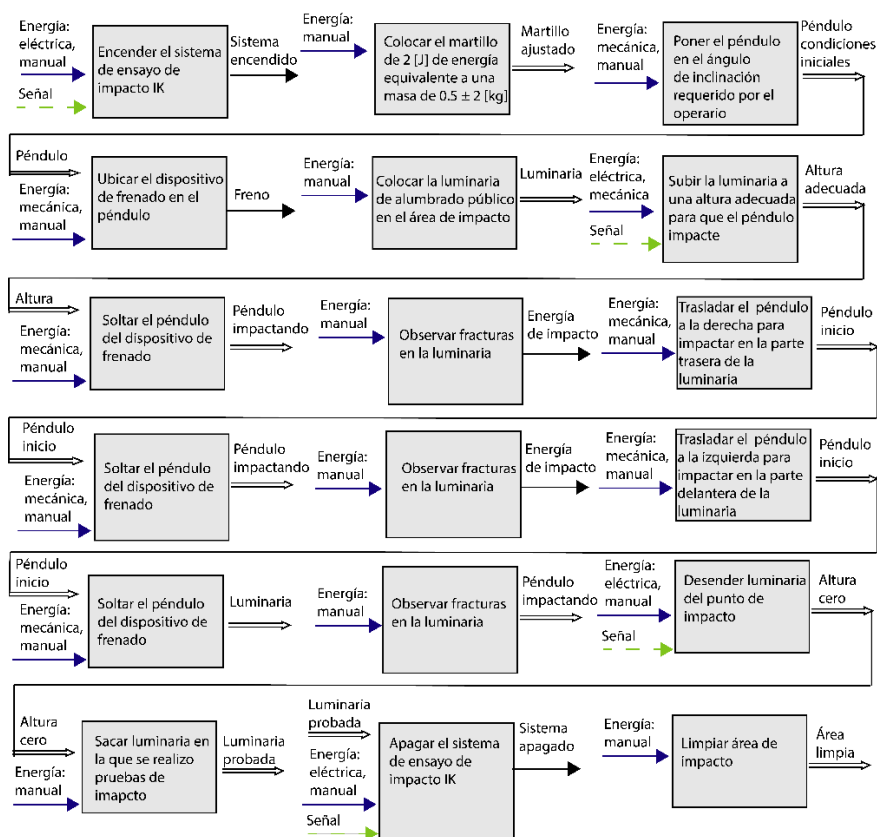 Energía:
eléctrica,
manual
Señal
Encender el sistema
de ensayo de
impacto IK
Sistema
encendido
Energía:
manual
Colocar el martillo
de 2 [J] de energía
equivalente a una
masa de 0.5 ± 2 [kg]
Martillo
ajustado
Energía:
mecánica,
manual
Poner el péndulo
en el ángulo
de inclinación
requerido por el
operario
Péndulo
condiciones
iniciales
Péndulo
Energía:
mecánica,
manual
Ubicar el dispositivo
de frenado en el
péndulo
Freno
Energía:
manual
Colocar la luminaria
de alumbrado público
en el área de impacto
Luminaria
Energía:
eléctrica,
mecánica
Señal
Subir la luminaria a
una altura adecuada
para que el péndulo
impacte
Altura
adecuada
Altura
Energía:
mecánica,
manual
Soltar el péndulo
del dispositivo de
frenado
Péndulo
impactando
Energía:
manual
Observar fracturas
en la luminaria
Energía
de impacto
Energía:
mecánica,
manual
Trasladar el péndulo
a la derecha para
impactar en la parte
trasera de la
luminaria
Péndulo
inicio
Péndulo
inicio
Energía:
mecánica,
manual
Soltar el péndulo
del dispositivo de
frenado
Péndulo
impactando
Energía:
manual
Observar fracturas
en la luminaria
Energía
de impacto
Energía:
mecánica,
manual
Trasladar el péndulo
a la izquierda para
impactar en la parte
delantera de la
luminaria
Péndulo
inicio
Péndulo
inicio
Energía:
mecánica,
manual
Soltar el péndulo
del dispositivo de
frenado
Luminaria
Energía:
manual
Observar fracturas
en la luminaria
Péndulo
impactando
Energía:
eléctrica,
manual
Señal
Desender luminaria
del punto de
impacto
Altura
cero
Altura
cero
Energía:
manual
Sacar luminaria en
la que se realizo
pruebas de
imapcto
Luminaria
probada
Luminaria
probada
Energía:
eléctrica,
manual
Señal
Apagar el sistema
de ensayo de
impacto IK
Sistema
apagado
Energía:
manual
Limpiar área de
impacto
Área
limpia